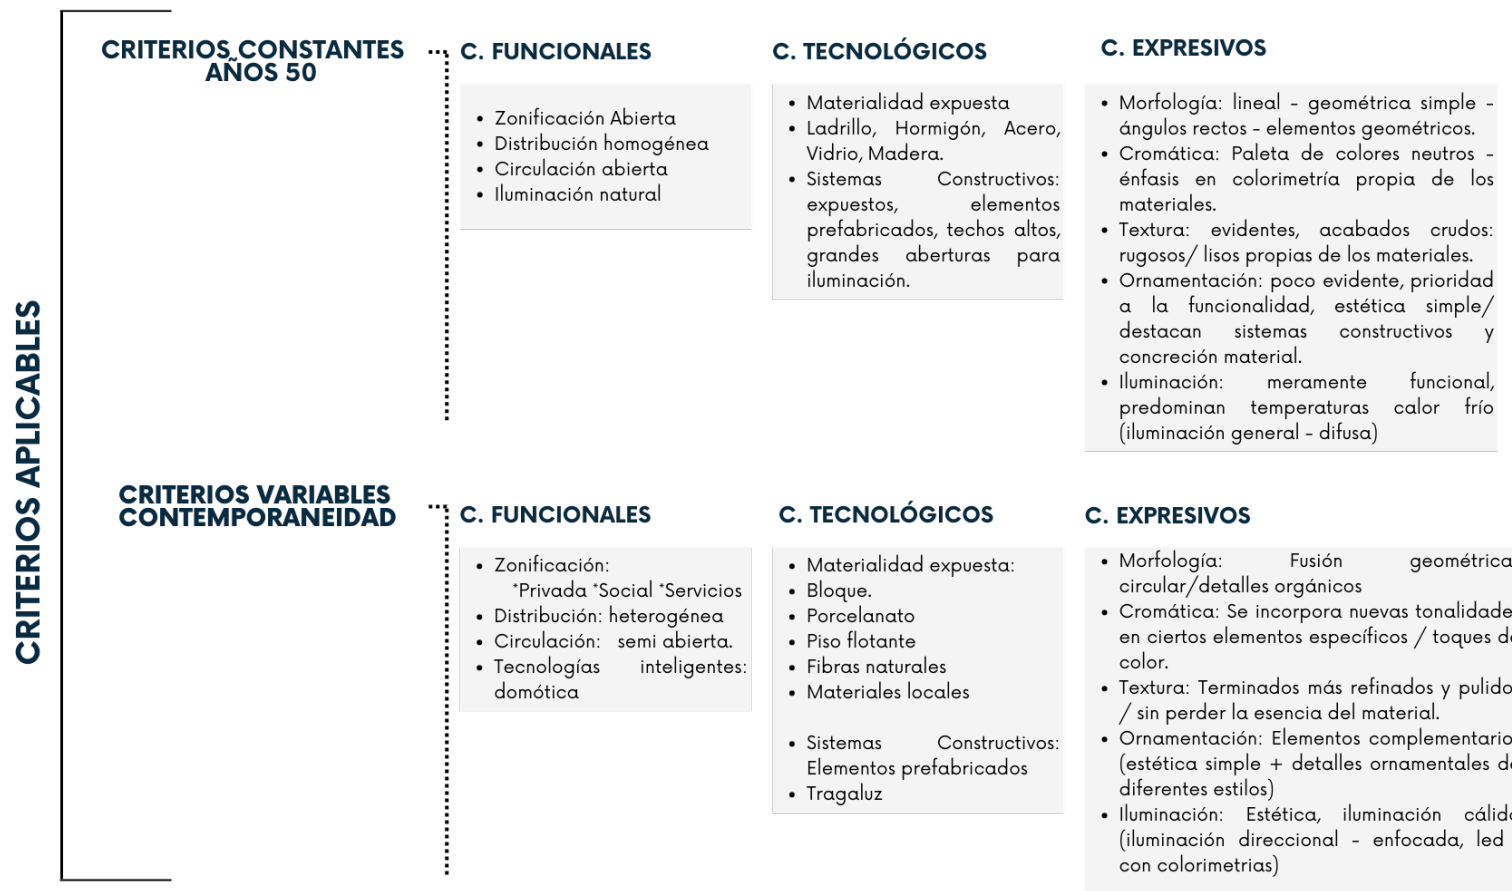 CRITERIOS APLICABLES
CRITERIOS CONSTANTES
AÑOS 50
C. FUNCIONALES
• Zonificación Abierta
• Distribución homogénea
• Circulación abierta
• Iluminación natural
C. TECNOLÓGICOS
• Materialidad expuesta
• Ladrillo, Hormigón, Acero,
Vidrio, Madera.
• Sistemas Constructivos:
expuestos, elementos
prefabricados, techos altos,
grandes aberturas para
iluminación.
C. EXPRESIVOS
• Morfología: lineal - geométrica simple -
ángulos rectos - elementos geométricos.
• Cromática: Paleta de colores neutros -
énfasis en colorimetría propia de los
materiales.
• Textura: evidentes, acabados crudos:
rugosos/ lisos propias de los materiales.
• Ornamentación: poco evidente, prioridad
a la funcionalidad, estética simple/
destacan sistemas constructivos y
concreción material.
• Iluminación: meramente funcional,
predominan temperaturas calor frío
(iluminación general - difusa)
CRITERIOS VARIABLES
CONTEMPORANEIDAD
C. FUNCIONALES
• Zonificación:
*Privada *Social *Servicios
• Distribución: heterogénea
• Circulación: semi abierta.
• Tecnologías inteligentes:
domótica
C. TECNOLÓGICOS
• Materialidad expuesta:
• Bloque.
• Porcelanato
• Piso flotante
• Fibras naturales
• Materiales locales
• Sistemas Constructivos:
Elementos prefabricados
• Tragaluz
C. EXPRESIVOS
• Morfología: Fusión geométrica
circular/detalles orgánicos
• Cromática: Se incorpora nuevas tonalidade
en ciertos elementos específicos / toques d
color.
• Textura: Terminados más refinados y pulido
/ sin perder la esencia del material.
• Ornamentación: Elementos complementario
(estética simple + detalles ornamentales d
diferentes estilos)
• Iluminación: Estética, iluminación cálid
(iluminación direccional - enfocada, led
con colorimetrias)